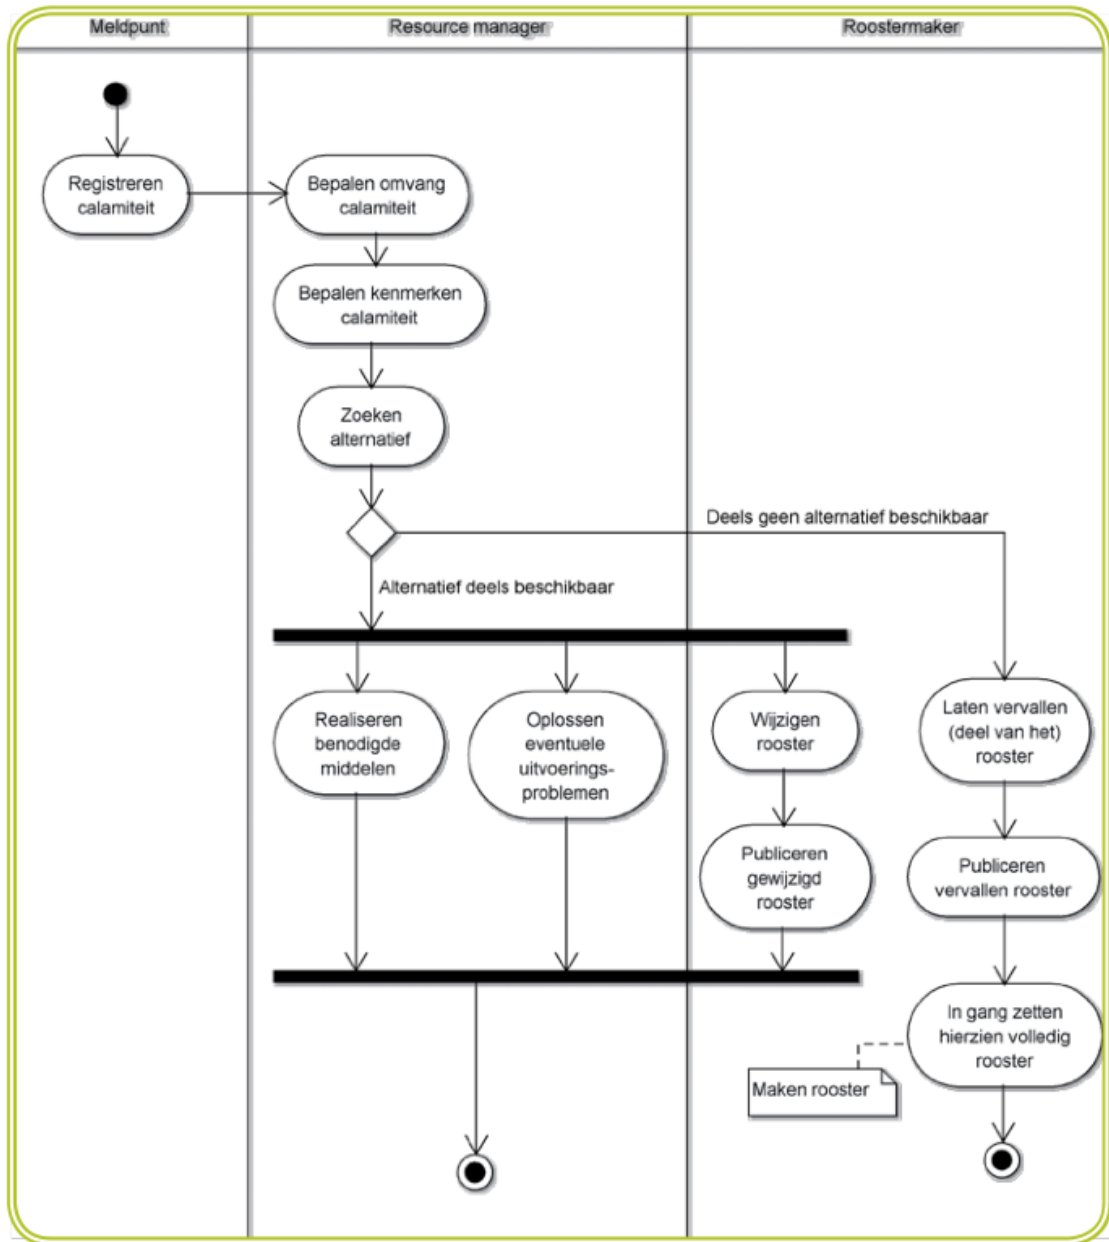 Meldpunt
Resource manager
Roostermaker
Registreren
calamiteit
Bepalen omvang
calamiteit
Bepalen kenmerken
calamiteit
Zoeken
alternatief
Deels geen alternatief beschikbaar
Alternatief deels beschikbaar
Realiseren
benodigde
middelen
Oplossen
eventuele
uitvoerings-
problemen
Wijzigen
rooster
Laten vervallen
(deel van het)
rooster
Publiceren
gewijzigd
rooster
Publiceren
vervallen rooster
In gang zetten
hierzien volledig
rooster
Maken rooster